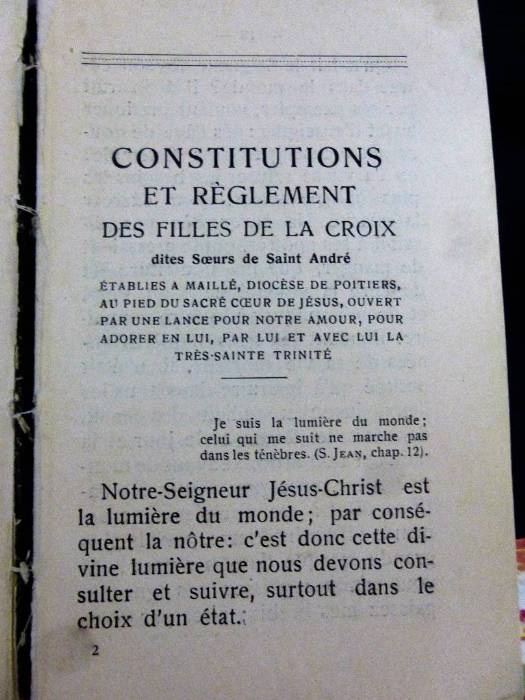 CONSTITUTIONS
ET RÈGLEMENT
DES FILLES DE LA CROIX
dites Sœurs de Saint André
ÉTABLIES A MAILLÉ, DIOCÈSE DE POITIERS,
AU PIED DU SACRÉ CŒUR DE JÉSUS, OUVERT
PAR UNE LANCE POUR NOTRE AMOUR, POUR
ADORER EN LUI, PAR LUI ET AVEC LUI LA
TRÈS-SAINTE TRINITÉ
Je suis la lumière du monde;
celui qui me suit ne marche pas
dans les ténèbres. (S. JEAN, chap. 12).
Notre-Seigneur Jésus-Christ est
la lumière du monde; par consé-
quent la nôtre: c'est donc cette di-
vine lumière que nous devons con-
sulter et suivre, surtout dans le
choix d'un état.
2